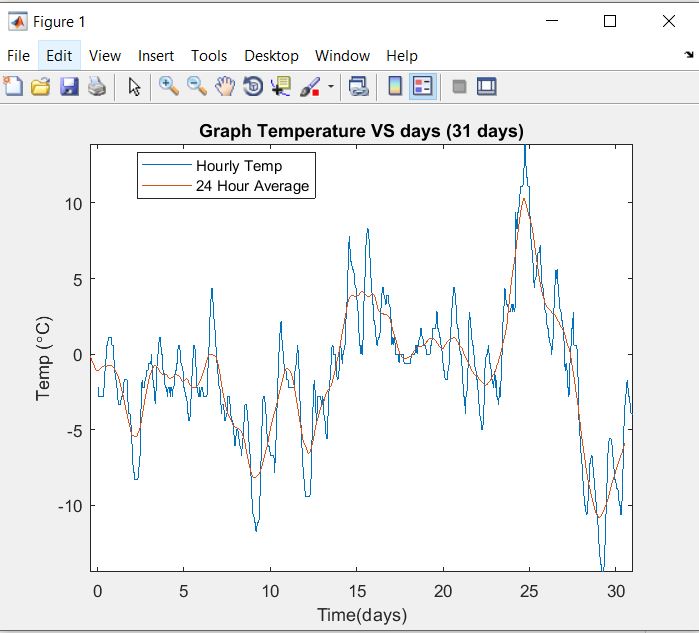 Figure 1
File Edit View Insert Tools Desktop Window Help
Graph Temperature VS days (31 days)
Hourly Temp
24 Hour Average
10
5
0
-5
-10
Temp (°C)
0 5 10 15 20 25 30
Time(days)